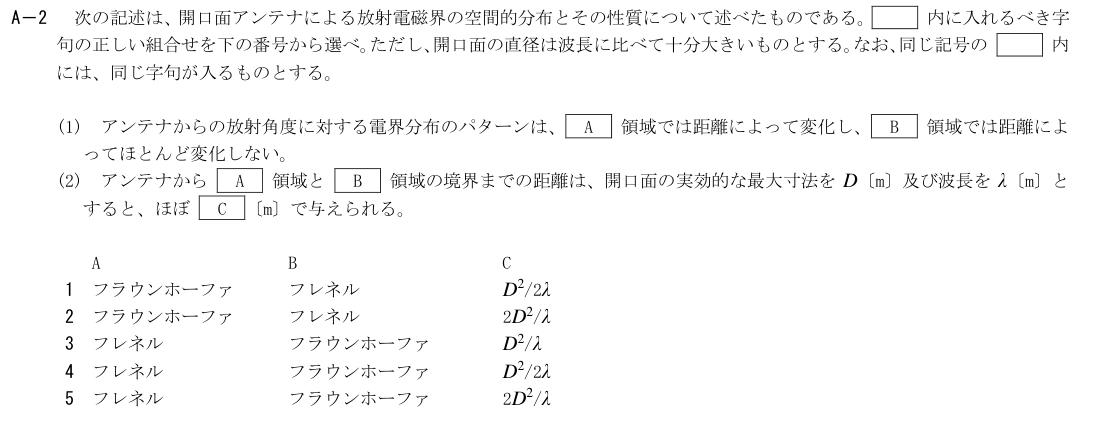 A－2 次の記述は、開口面アンテナによる放射電磁界の空間的分布とその性質について述べたものである。 内に入れるべき字
句の正しい組合せを下の番号から選べ。ただし、開口面の直径は波長に比べて十分大きいものとする。なお、同じ記号の 内
には、同じ字句が入るものとする。
(1) アンテナからの放射角度に対する電界分布のパターンは、 A 領域では距離によって変化し、 B 領域では距離によ
ってほとんど変化しない。
(2) アンテナから A 領域と B 領域の境界までの距離は、開口面の実効的な最大寸法を D〔m〕及び波長を λ〔m〕と
すると、ほぼ C 〔m〕で与えられる。
A B C
1 フラウンホーファ フレネル D²/2λ
2 フラウンホーファ フレネル 2D²/λ
3 フレネル フラウンホーファ D²/λ
4 フレネル フラウンホーファ D²/2λ
5 フレネル フラウンホーファ 2D²/λ